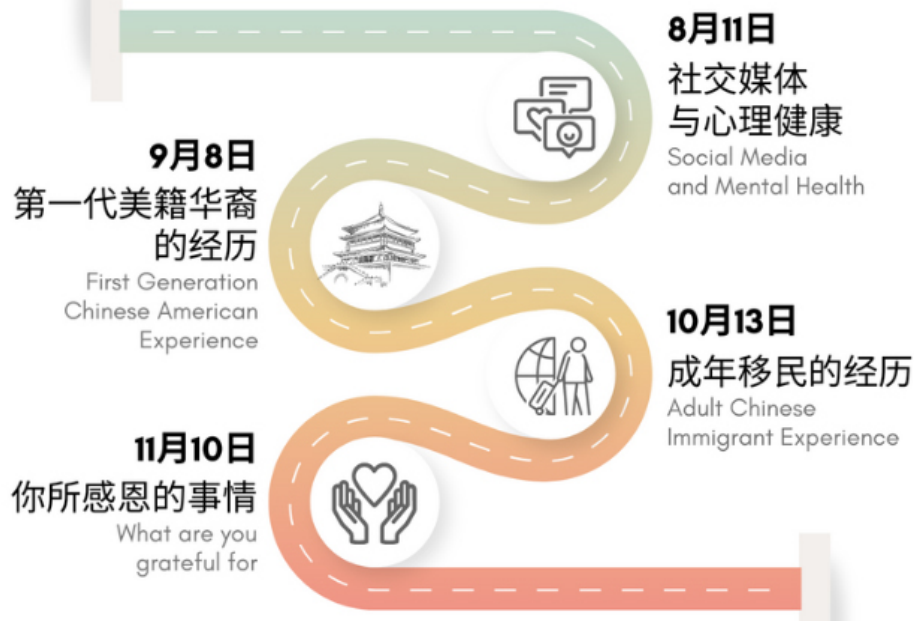 8月11日
社交媒体
与心理健康
Social Media
and Mental Health
9月8日
第一代美籍华裔
的经历
First Generation
Chinese American
Experience
10月13日
成年移民的经历
Adult Chinese
Immigrant Experience
11月10日
你所感恩的事情
What are you
grateful for